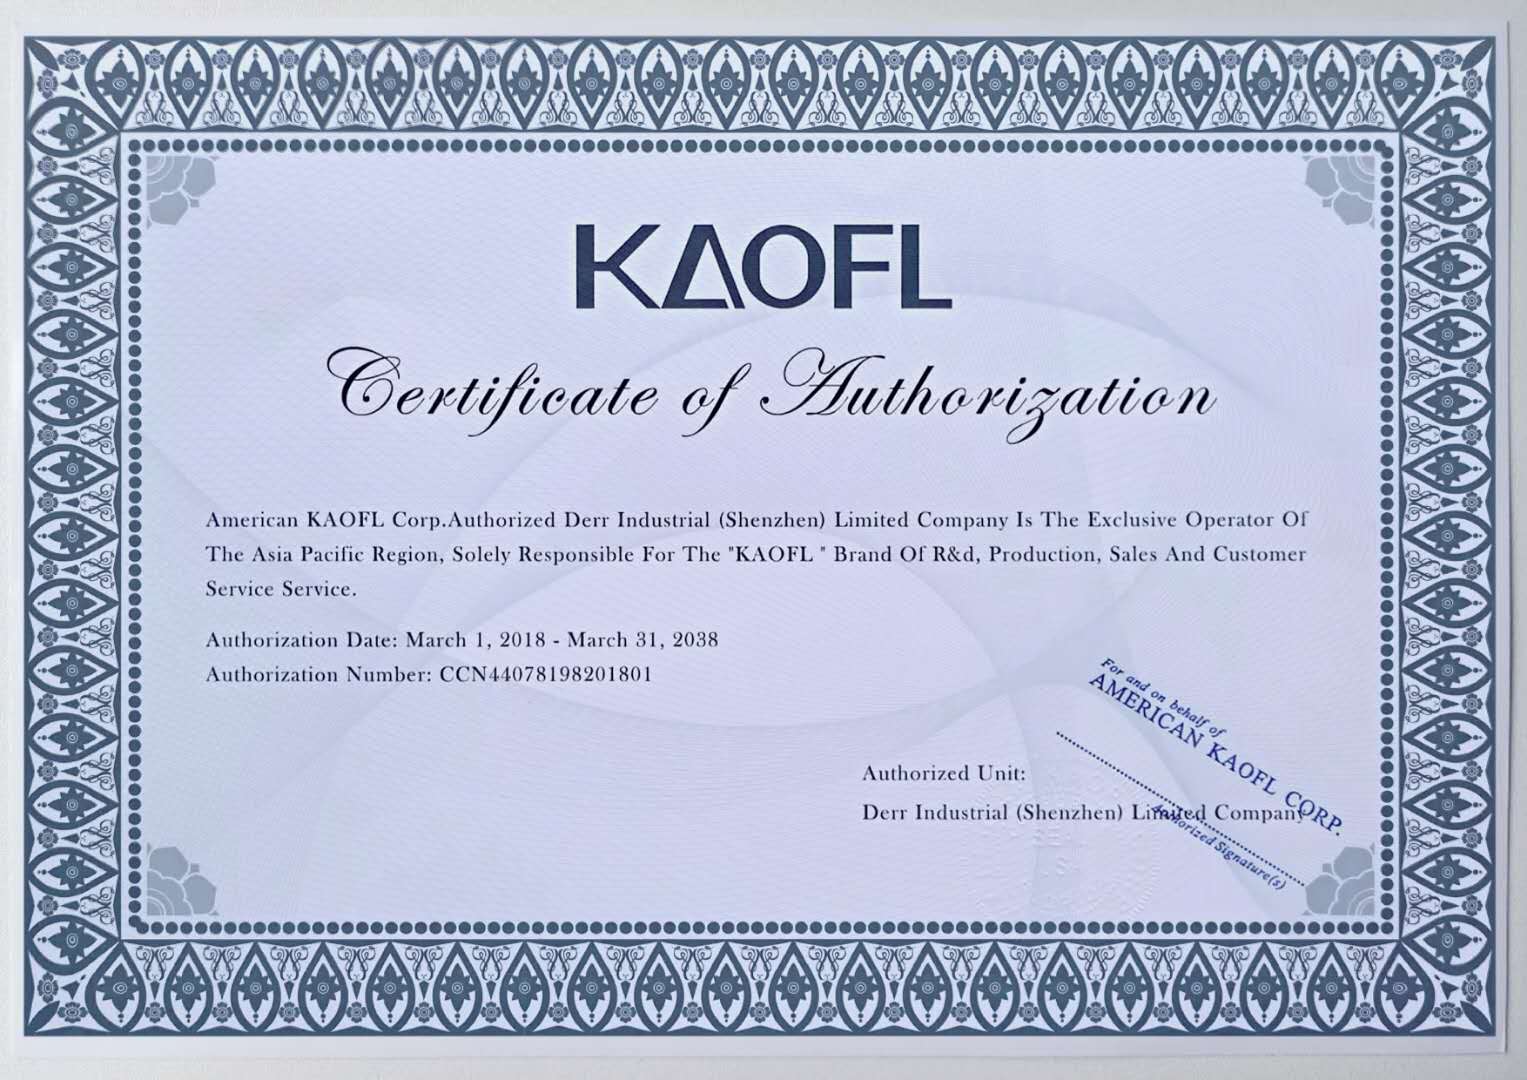 KAOFL
Certificate of Authorization
American KAOFL Corp.Authorized Derr Industrial (Shenzhen) Limited Company Is The Exclusive Operator Of
The Asia Pacific Region, Solely Responsible For The "KAOFL " Brand Of R&d, Production, Sales And Customer
Service Service.
Authorization Date: March 1, 2018 - March 31, 2038
Authorization Number: CCN44078198201801
For and on behalf of
AMERICAN KAOFL CORP.
Authorized Unit:
Derr Industrial (Shenzhen) Limited Company
Authorized Signature(s)